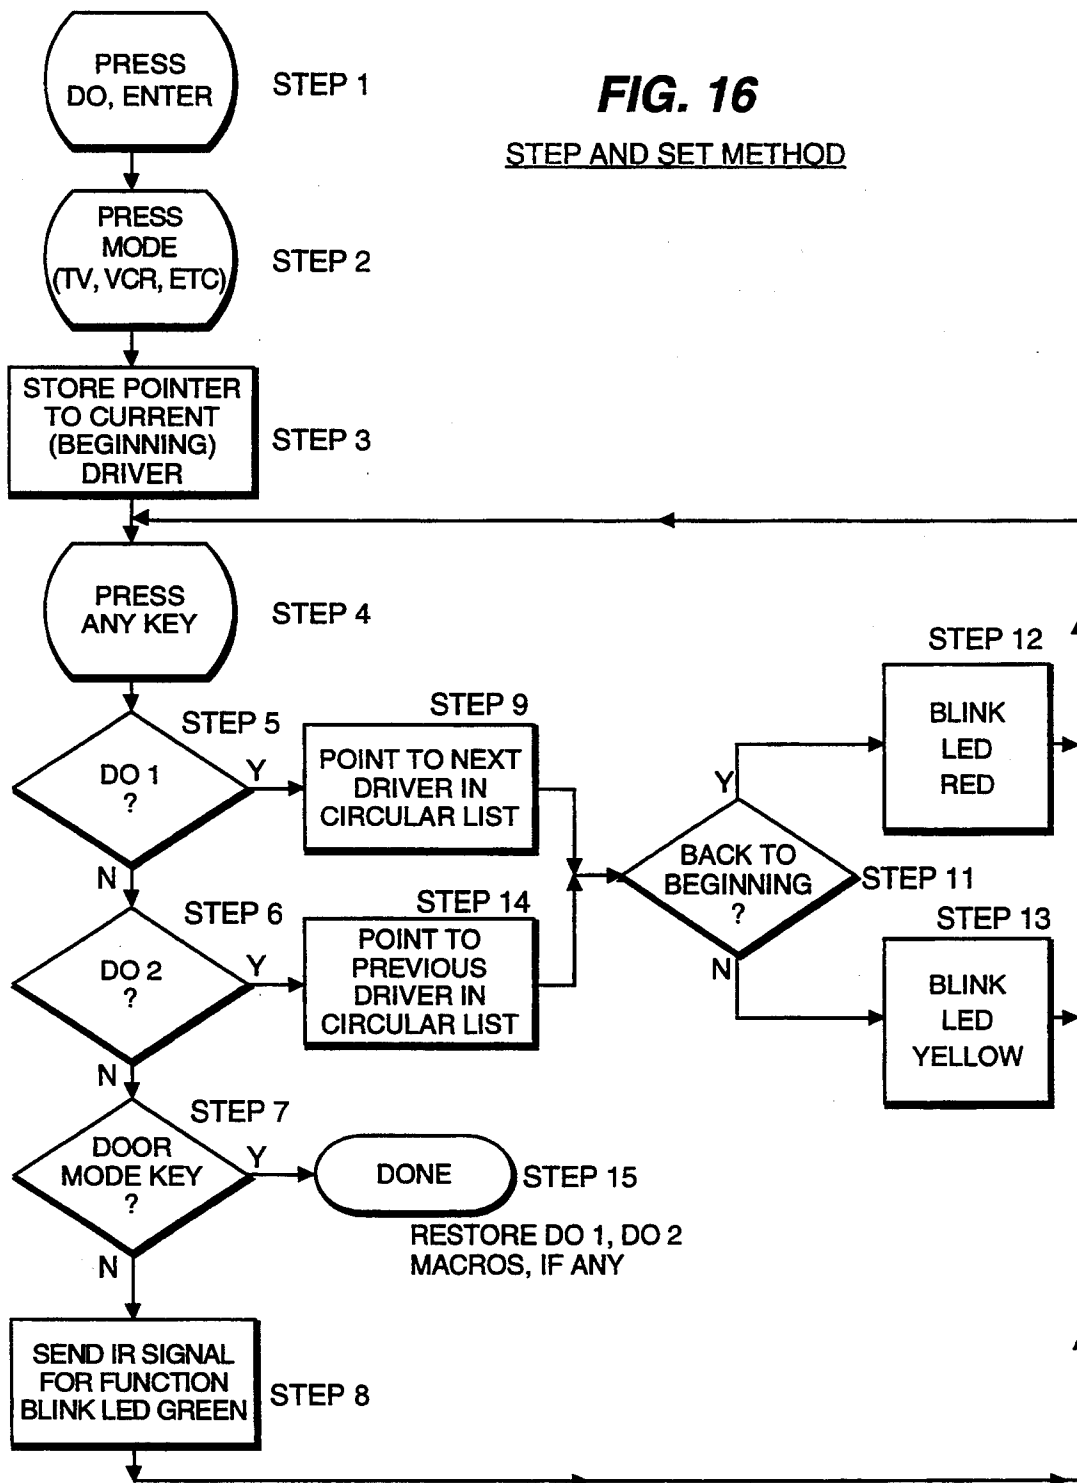 FIG. 16
STEP AND SET METHOD
PRESS
DO, ENTER
STEP 1
PRESS
MODE
(TV, VCR, ETC)
STEP 2
STORE POINTER
TO CURRENT
(BEGINNING)
DRIVER
STEP 3
PRESS
ANY KEY
STEP 4
STEP 5
DO 1
?
Y
N
STEP 9
POINT TO NEXT
DRIVER IN
CIRCULAR LIST
STEP 6
DO 2
?
Y
N
STEP 14
POINT TO
PREVIOUS
DRIVER IN
CIRCULAR LIST
BACK TO
BEGINNING
?
STEP 11
Y
N
STEP 12
BLINK
LED
RED
STEP 13
BLINK
LED
YELLOW
STEP 7
DOOR
MODE KEY
?
Y
N
DONE
STEP 15
RESTORE DO 1, DO 2
MACROS, IF ANY
SEND IR SIGNAL
FOR FUNCTION
BLINK LED GREEN
STEP 8